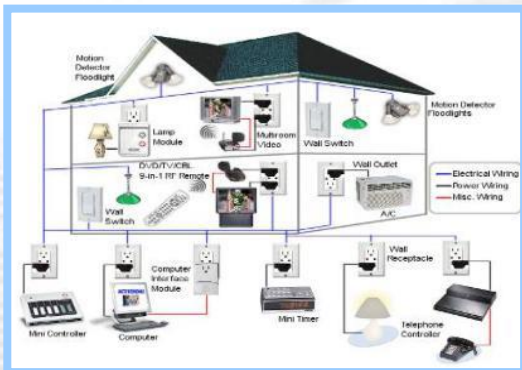 Motion
Detector
Floodlight
Lamp
Module
Multiroom
Video
Wall Switch
Motion Detector
Floodlights
DVD/TV/CBL
9-in-1 RF Remote
Wall Outlet
A/C
Electrical Wiring
Power Wiring
Misc. Wiring
Wall
Switch
Computer
Interface
Module
Wall
Receptacle
Mini Controller
Computer
Mini Timer
Telephone
Controller